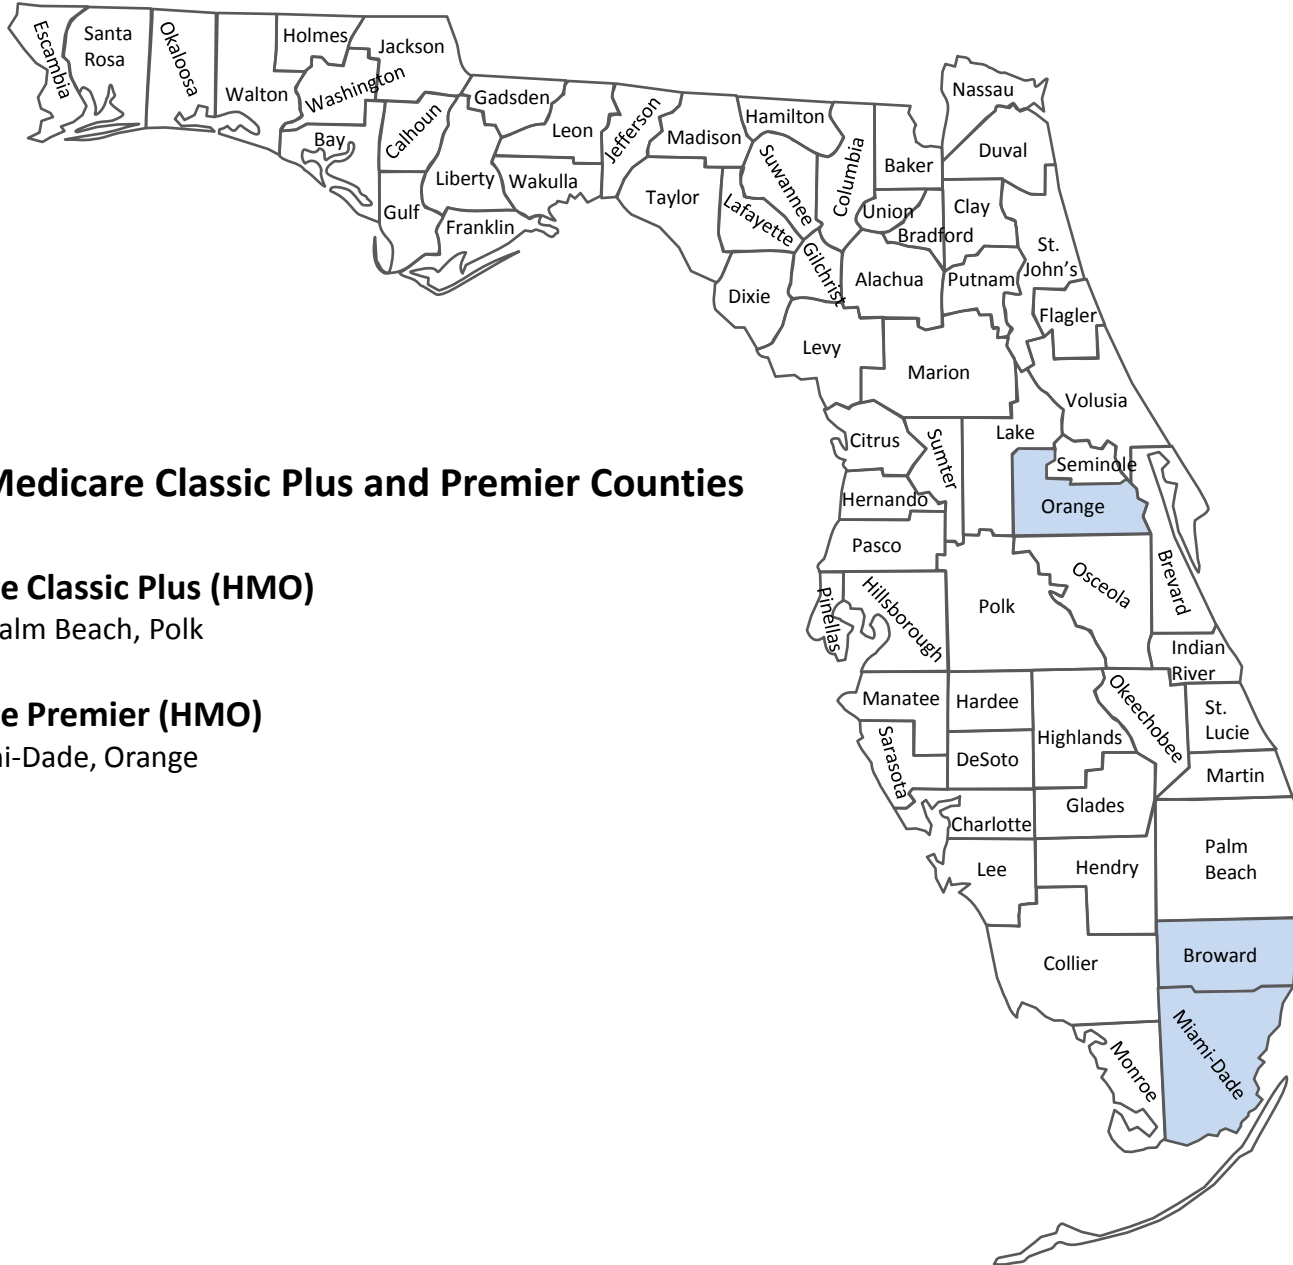 Escambia
Santa
Rosa
Okaloosa
Walton
Holmes
Washington
Jackson
Bay
Calhoun
Gulf
Liberty
Gadsden
Leon
Wakulla
Franklin
Jefferson
Madison
Taylor
Hamilton
Suwannee
Lafayette
Dixie
Columbia
Gilchrist
Baker
Union
Bradford
Alachua
Levy
Nassau
Duval
Clay
Putnam
St.
John’s
Flagler
Marion
Volusia
Citrus
Sumter
Lake
Seminole
Orange
Hernando
Pasco
Pinellas
Hillsborough
Polk
Osceola
Brevard
Indian
River
Manatee
Hardee
Highlands
Okeechobee
St.
Lucie
Sarasota
DeSoto
Martin
Charlotte
Glades
Lee
Hendry
Palm
Beach
Collier
Broward
Monroe
Miami-Dade
Medicare Classic Plus and Premier Counties
e Classic Plus (HMO)
alm Beach, Polk
e Premier (HMO)
i-Dade, Orange